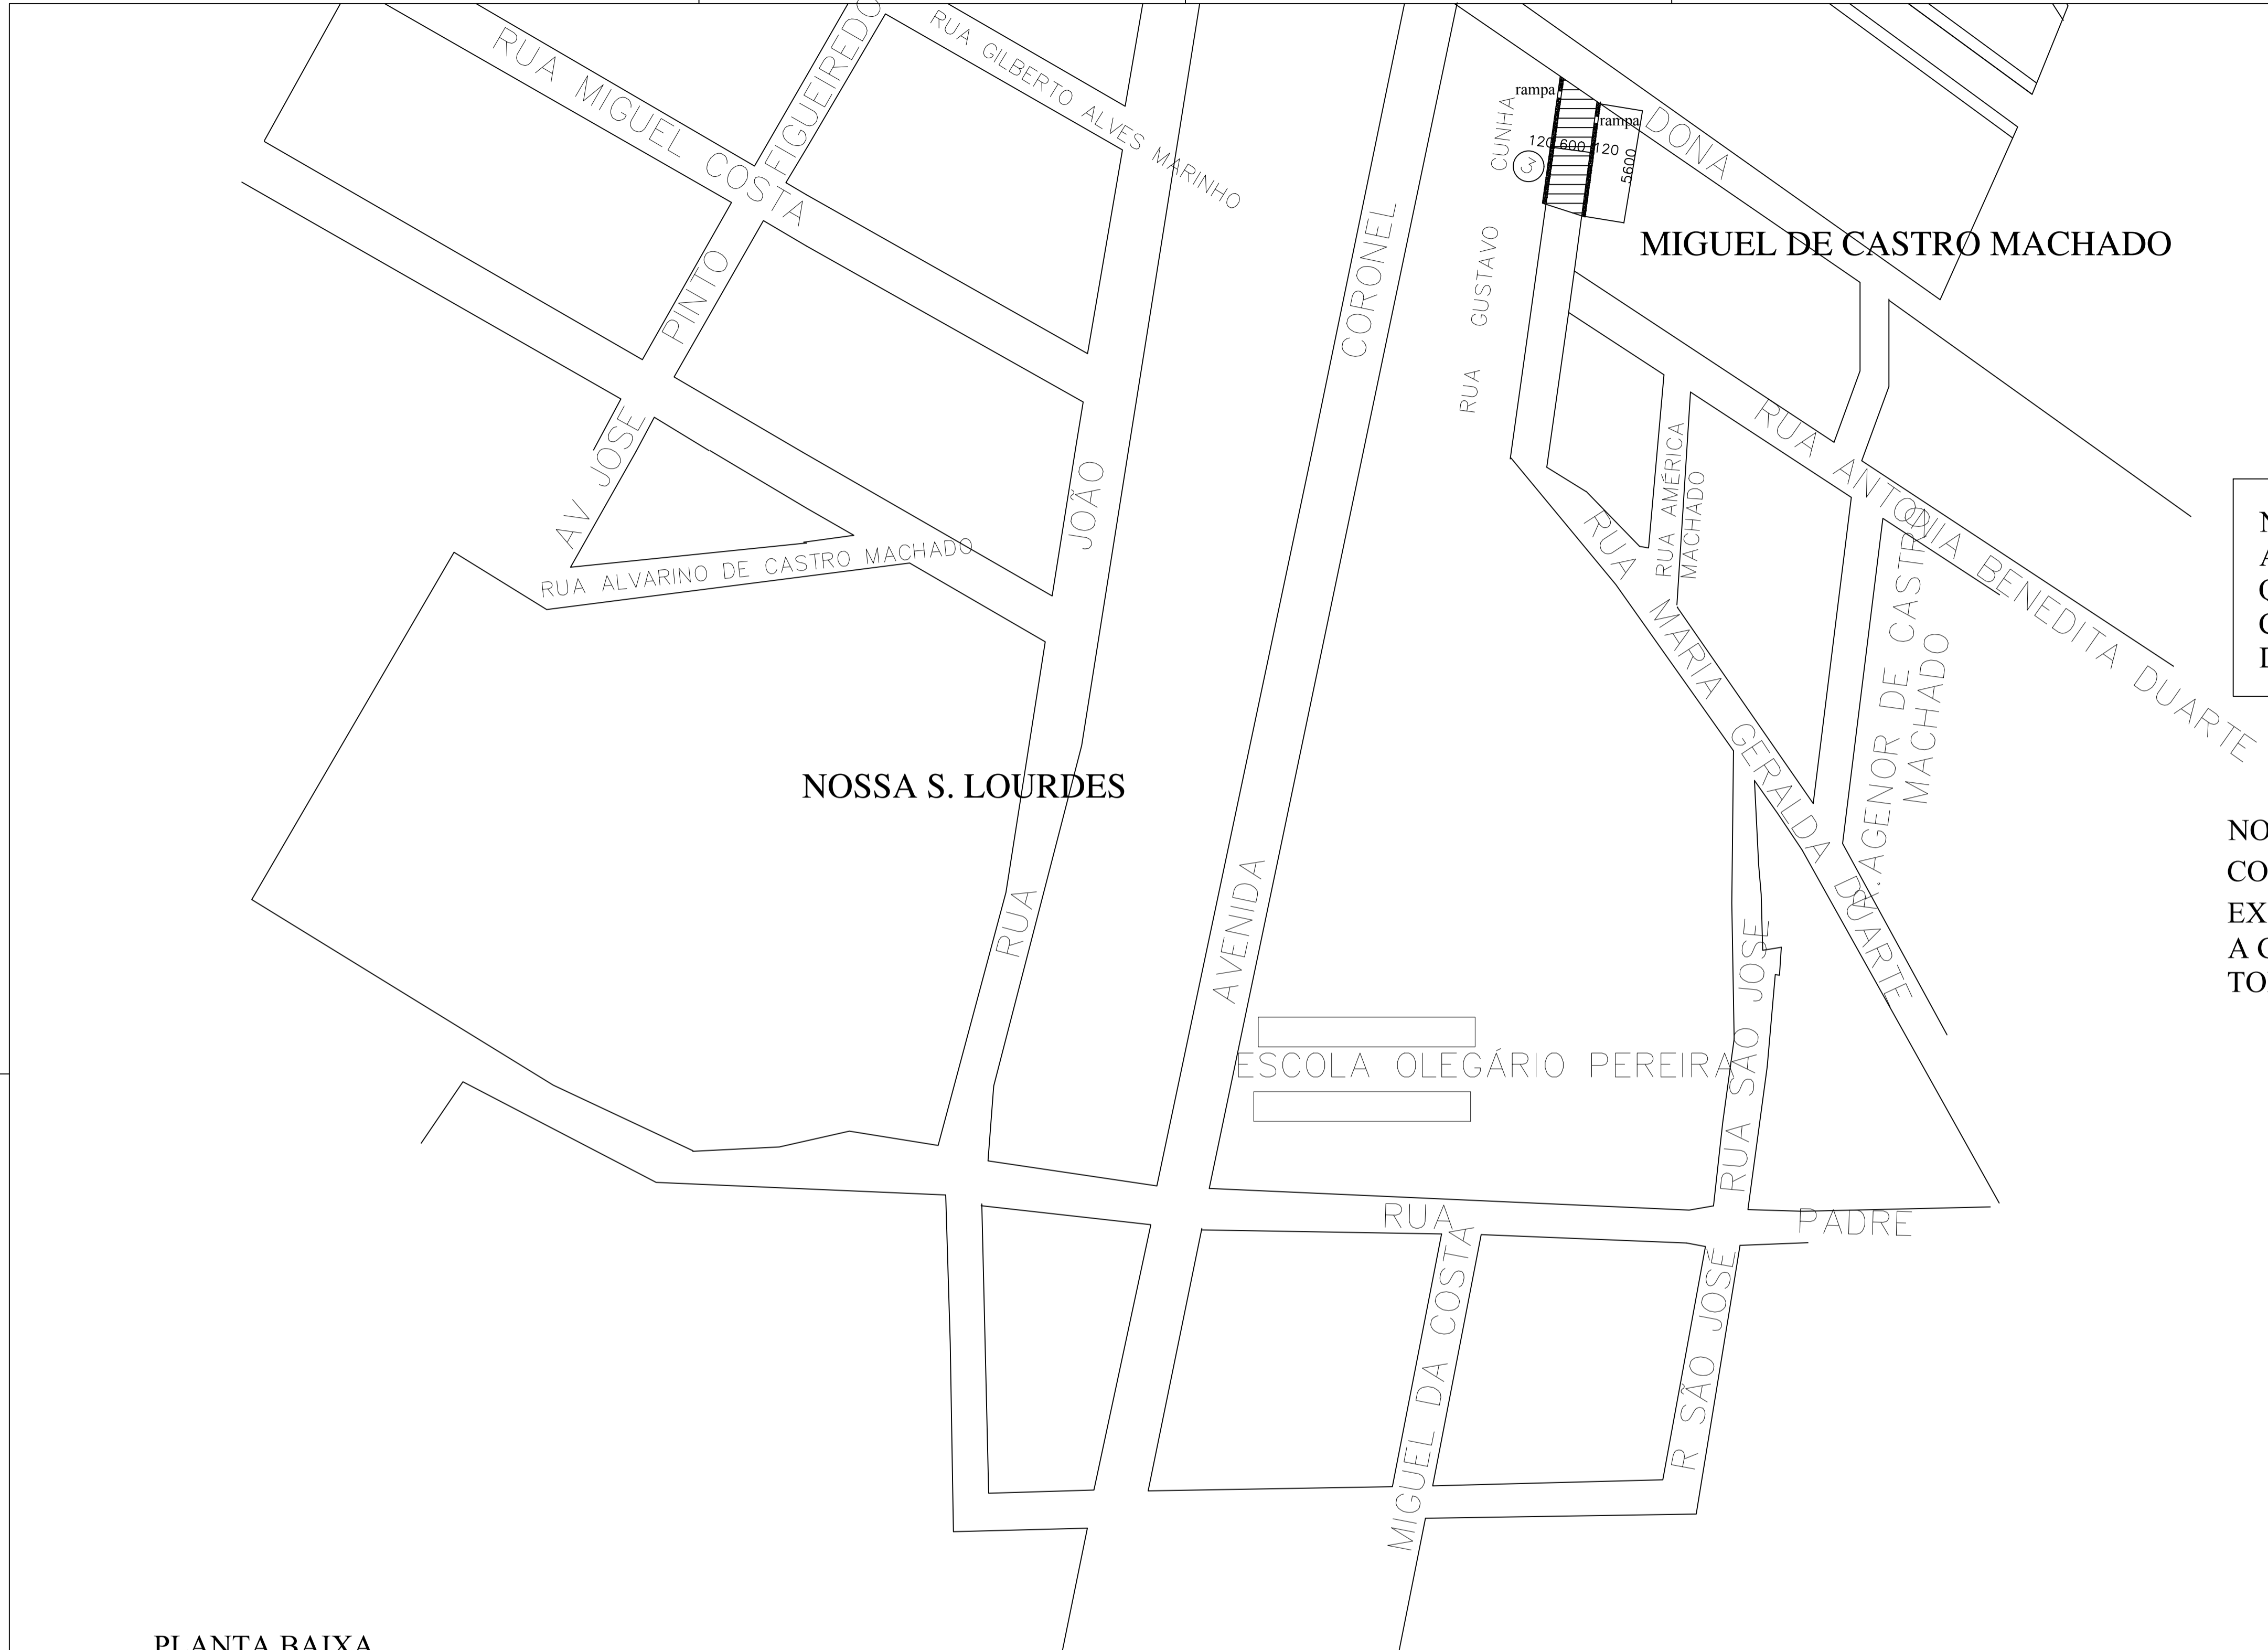 RUA MIGUEL COSTA
FIGUEIREDO
RUA GILBERTO ALVES MARINHO
rampa
rampa
120 600 120
5600
3
DONA
CUNHA
GUSTAVO
RUA
MIGUEL DE CASTRO MACHADO
CORONEL
PINTO
AV JOSE
JOÃO
RUA ALVARINO DE CASTRO MACHADO
RUA AMÉRICA
MACHADO
RUA ANTONIA BENEDITA DUARTE
RUA MARIA GERALDA DUARTE
R.AGENOR DE CASTRO
MACHADO
NOSSA S. LOURDES
RUA
AVENIDA
NO
CO
EX
A
TO
ESCOLA OLEGÁRIO PEREIRA
RUA SÃO JOSE
RUA
PADRE
MIGUEL DA COSTA
R SÃO JOSE
PLANTA BAIXA